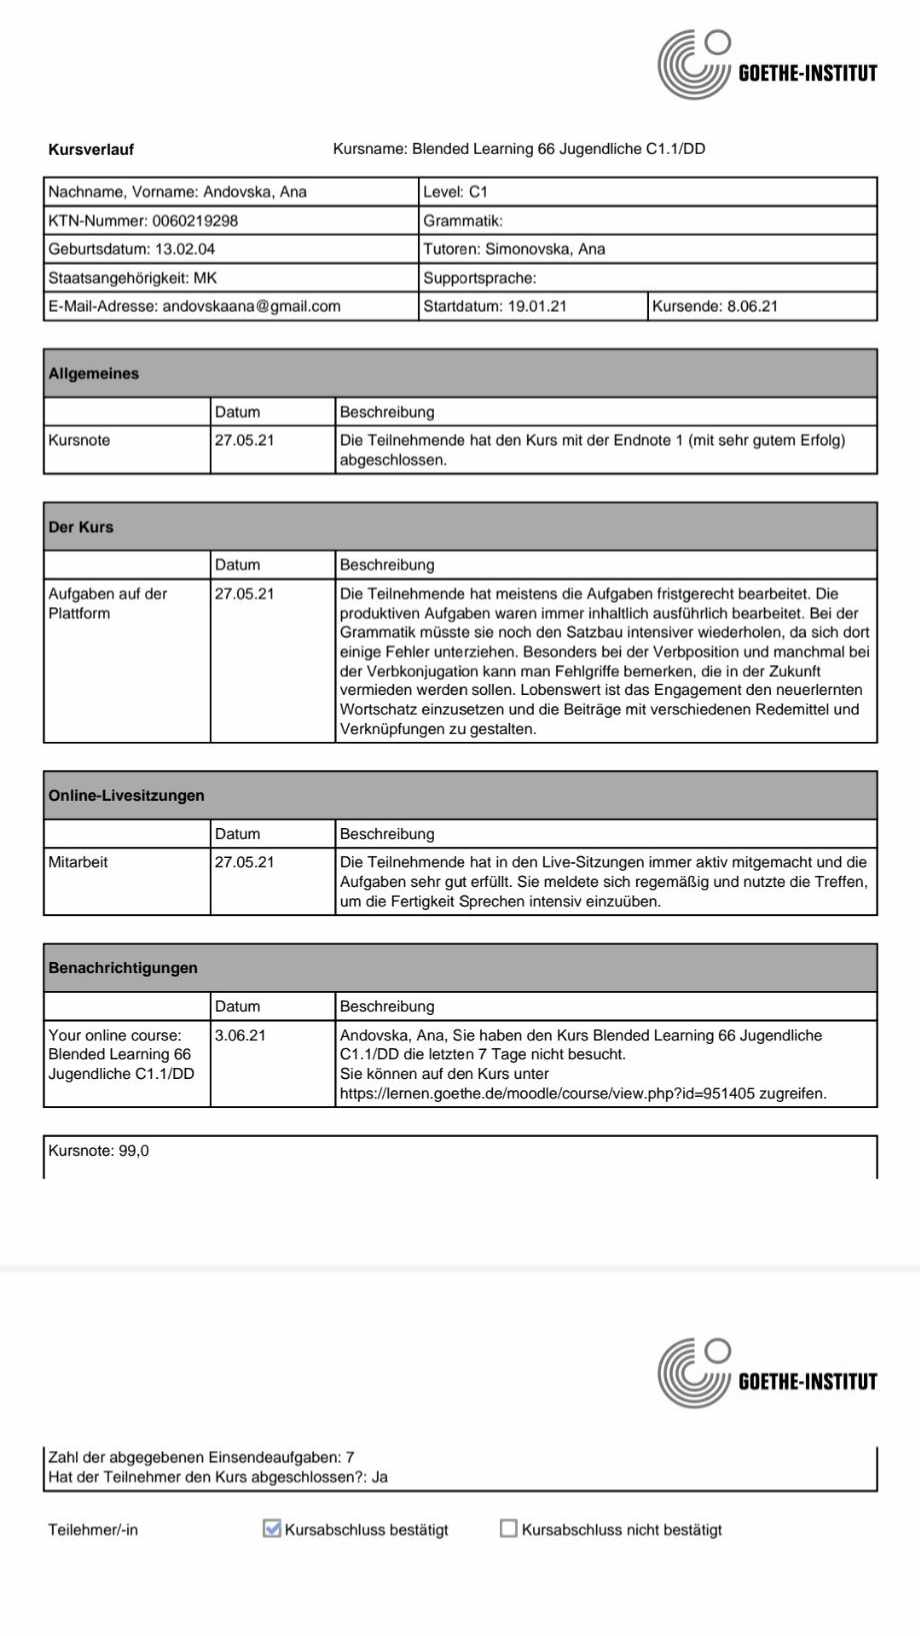 GOETHE-INSTITUT
Kursverlauf
Kursname: Blended Learning 66 Jugendliche C1.1/DD
Nachname, Vorname: Andovska, Ana
Level: C1
KTN-Nummer: 0060219298
Grammatik:
Geburtsdatum: 13.02.04
Tutoren: Simonovska, Ana
Staatsangehörigkeit: MK
Supportsprache:
E-Mail-Adresse: andovskaana@gmail.com
Startdatum: 19.01.21
Kursende: 8.06.21
Allgemeines
Datum
Beschreibung
Kursnote
27.05.21
Die Teilnehmende hat den Kurs mit der Endnote 1 (mit sehr gutem Erfolg)
abgeschlossen.
Der Kurs
Datum
Beschreibung
Aufgaben auf der
Plattform
27.05.21
Die Teilnehmende hat meistens die Aufgaben fristgerecht bearbeitet. Die
produktiven Aufgaben waren immer inhaltlich ausführlich bearbeitet. Bei der
Grammatik müsste sie noch den Satzbau intensiver wiederholen, da sich dort
einige Fehler unterziehen. Besonders bei der Verbposition und manchmal bei
der Verbkonjugation kann man Fehlgriffe bemerken, die in der Zukunft
vermieden werden sollen. Lobenswert ist das Engagement den neuerlernten
Wortschatz einzusetzen und die Beiträge mit verschiedenen Redemittel und
Verknüpfungen zu gestalten.
Online-Livesitzungen
Datum
Beschreibung
Mitarbeit
27.05.21
Die Teilnehmende hat in den Live-Sitzungen immer aktiv mitgemacht und die
Aufgaben sehr gut erfüllt. Sie meldete sich regemäßig und nutzte die Treffen,
um die Fertigkeit Sprechen intensiv einzuüben.
Benachrichtigungen
Datum
Beschreibung
Your online course:
Blended Learning 66
Jugendliche C1.1/DD
3.06.21
Andovska, Ana, Sie haben den Kurs Blended Learning 66 Jugendliche
C1.1/DD die letzten 7 Tage nicht besucht.
Sie können auf den Kurs unter
https://lernen.goethe.de/moodle/course/view.php?id=951405 zugreifen.
Kursnote: 99,0
GOETHE-INSTITUT
Zahl der abgegebenen Einsendeaufgaben: 7
Hat der Teilnehmer den Kurs abgeschlossen?: Ja
Teilehmer/-in
Kursabschluss bestätigt
Kursabschluss nicht bestätigt